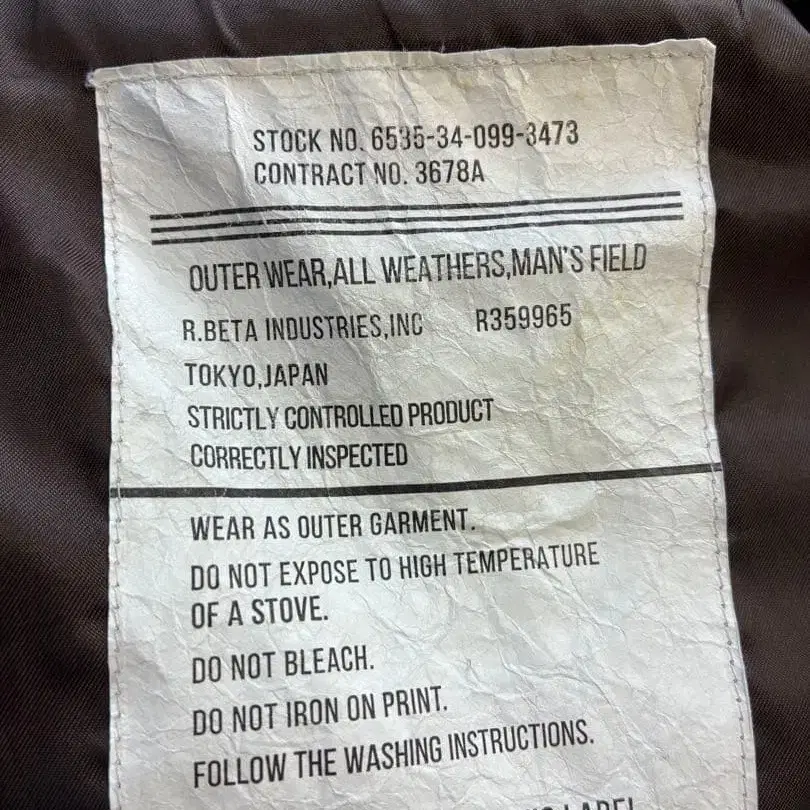 STOCK NO. 6535-34-099-3473
CONTRACT NO. 3678A
OUTER WEAR,ALL WEATHERS,MAN'S FIELD
R.BETA INDUSTRIES,INC R359965
TOKYO,JAPAN
STRICTLY CONTROLLED PRODUCT
CORRECTLY INSPECTED
WEAR AS OUTER GARMENT.
DO NOT EXPOSE TO HIGH TEMPERATURE
OF A STOVE.
DO NOT BLEACH.
DO NOT IRON ON PRINT.
FOLLOW THE WASHING INSTRUCTIONS.
LABEL